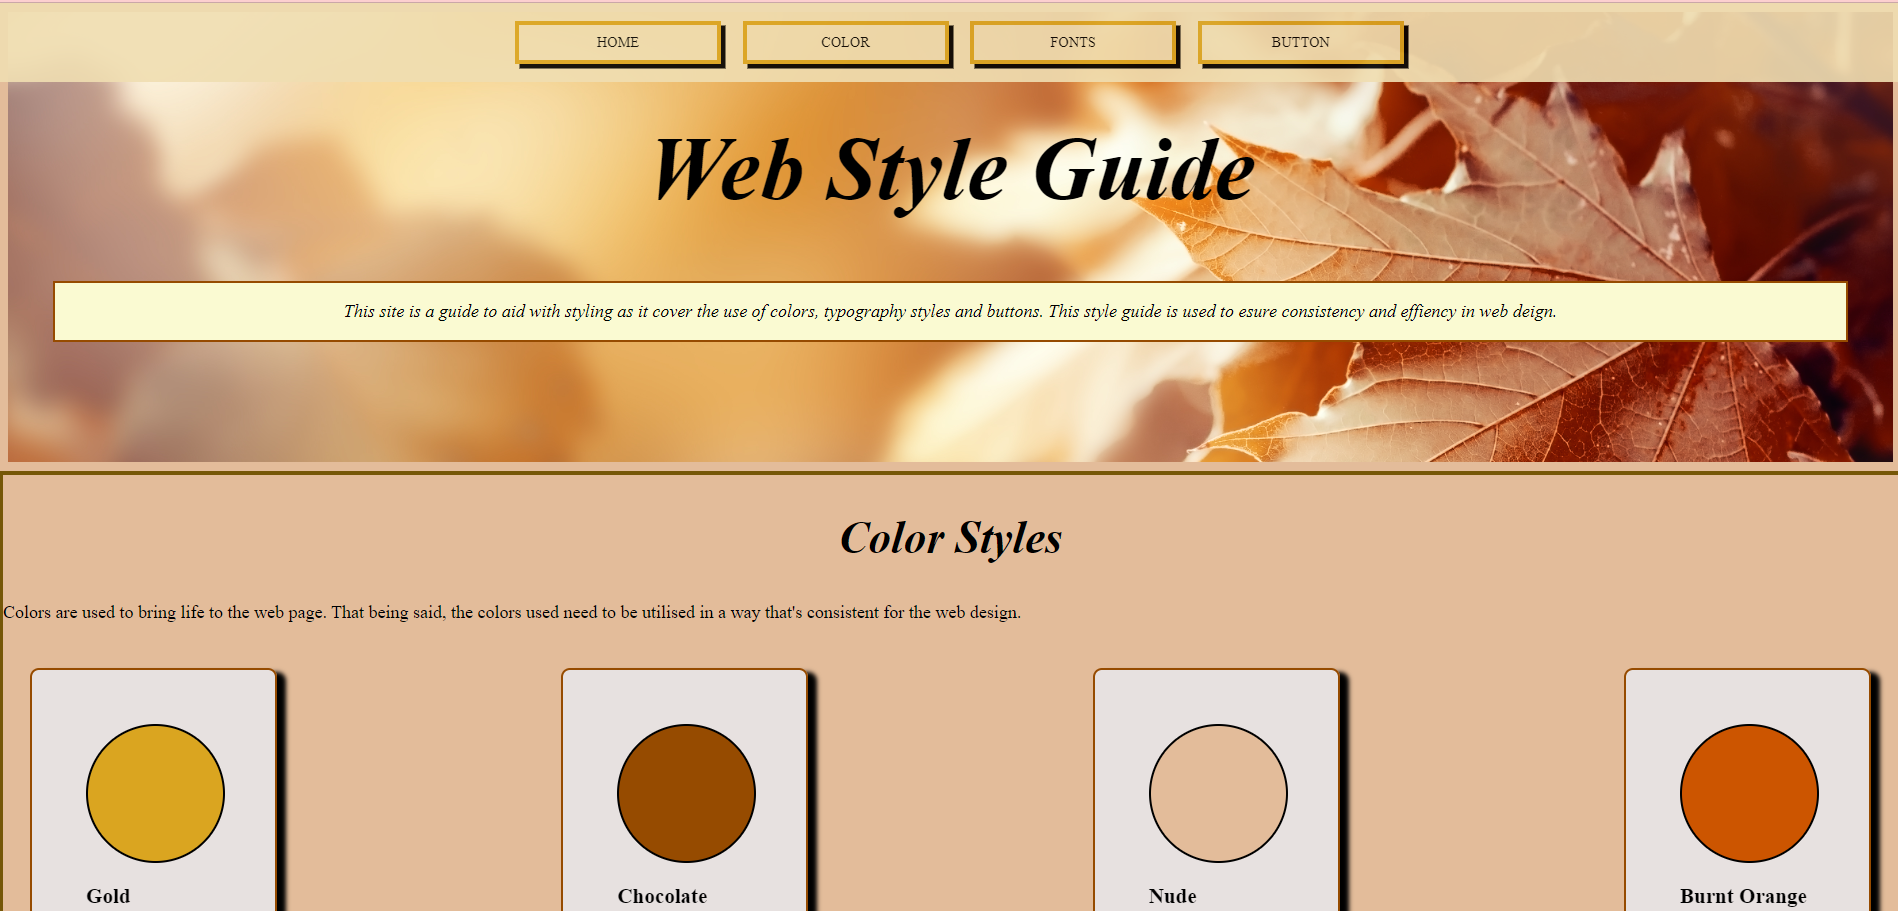 HOME COLOR FONTS BUTTON
Web Style Guide
This site is a guide to aid with styling as it cover the use of colors, typography styles and buttons. This style guide is used to esure consistency and effiency in web deign.
Color Styles
Colors are used to bring life to the web page. That being said, the colors used need to be utilised in a way that's consistent for the web design.
Gold Chocolate Nude Burnt Orange